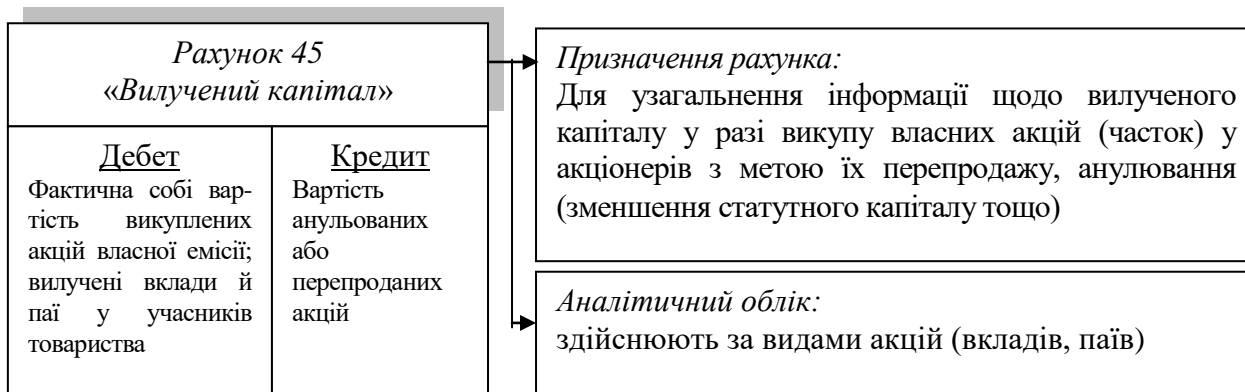 Рахунок 45
«Вилучений капітал»
Дебет
Фактична собі вар-
тість викуплених
акцій власної емісії;
вилучені вклади й
паї у учасників
товариства
Кредит
Вартість
анульованих
або
перепроданих
акцій
Призначення рахунка:
Для узагальнення інформації щодо вилученого
капіталу у разі викупу власних акцій (часток) у
акціонерів з метою їх перепродажу, анулювання
(зменшення статутного капіталу тощо)
Аналітичний облік:
здійснюють за видами акцій (вкладів, паїв)